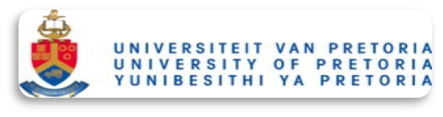 UNIVERSITEIT VAN PRETORIA
UNIVERSITY OF PRETORIA
YUNIBESITHI YA PRETORIA